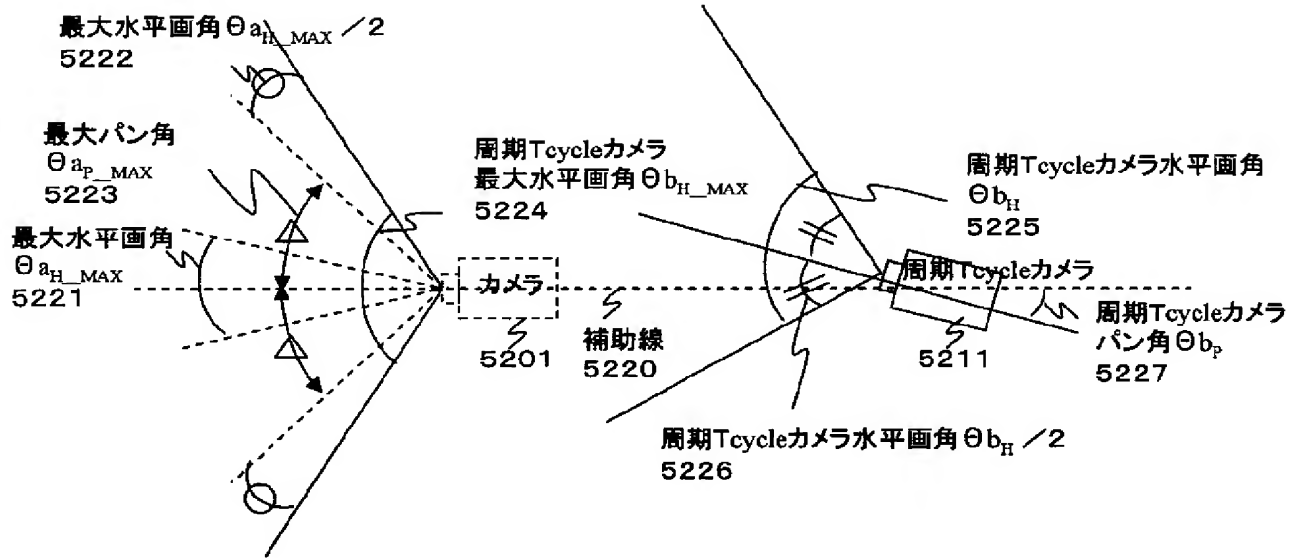 最大水平画角Θa_H_MAX／2
5222
最大パン角
Θa_P_MAX
5223
最大水平画角
Θa_H_MAX
5221
周期Tcycleカメラ
最大水平画角Θb_H_MAX
5224
カメラ
5201
補助線
5220
周期Tcycleカメラ水平画角
Θb_H
5225
周期Tcycleカメラ
5211
周期Tcycleカメラ
パン角Θb_P
5227
周期Tcycleカメラ水平画角Θb_H／2
5226